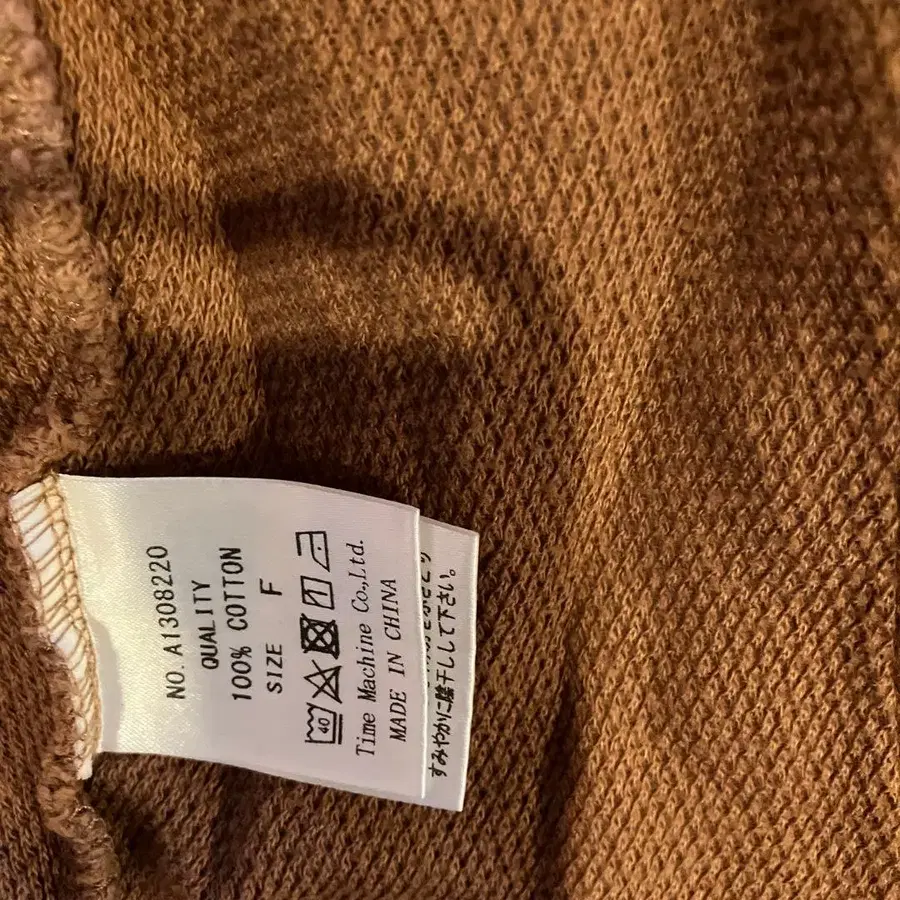 NO. A1308220
QUALITY
100% COTTON
SIZE F
40
Time Machine Co.,Ltd.
MADE IN CHINA
すみやかに陰干しして下さい。